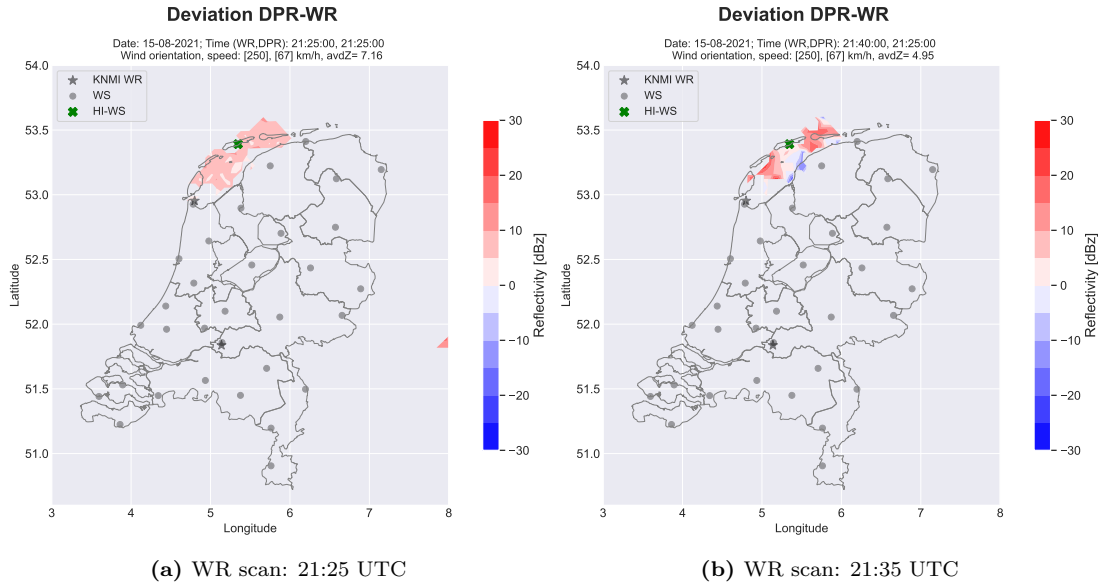 Deviation DPR-WR
Date: 15-08-2021; Time (WR,DPR): 21:25:00, 21:25:00
Wind orientation, speed: [250], [67] km/h, avdZ= 7.16
54.0
53.5
53.0
52.5
52.0
51.5
51.0
Latitude
KNMI WR
WS
HI-WS
3
4
5
6
7
8
Longitude
30
20
10
0
−10
−20
−30
Reflectivity [dBz]
(a) WR scan: 21:25 UTC
Deviation DPR-WR
Date: 15-08-2021; Time (WR,DPR): 21:40:00, 21:25:00
Wind orientation, speed: [250], [67] km/h, avdZ= 4.95
54.0
53.5
53.0
52.5
52.0
51.5
51.0
Latitude
KNMI WR
WS
HI-WS
3
4
5
6
7
8
Longitude
30
20
10
0
−10
−20
−30
Reflectivity [dBz]
(b) WR scan: 21:35 UTC